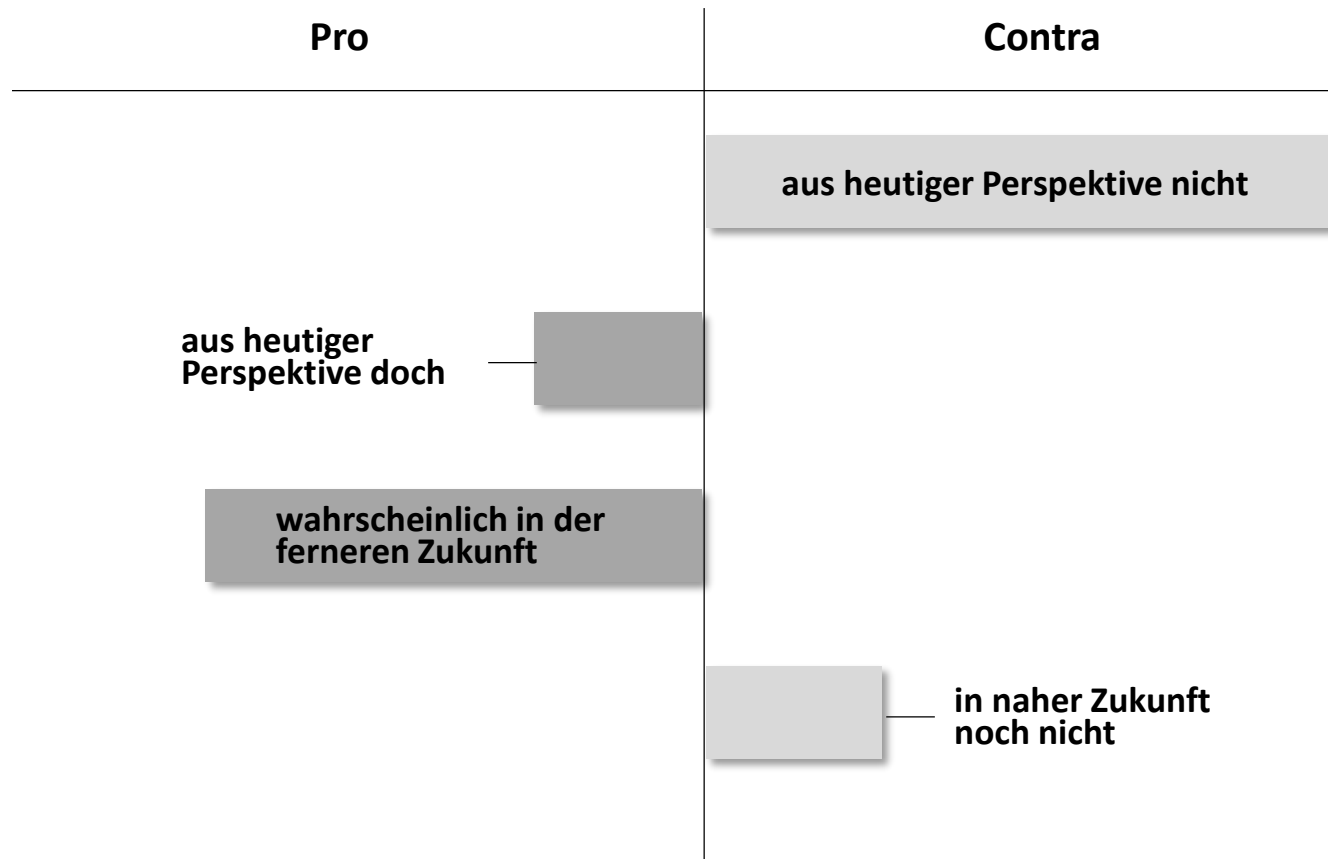 Pro
Contra
aus heutiger Perspektive nicht
aus heutiger
Perspektive doch
wahrscheinlich in der
ferneren Zukunft
in naher Zukunft
noch nicht